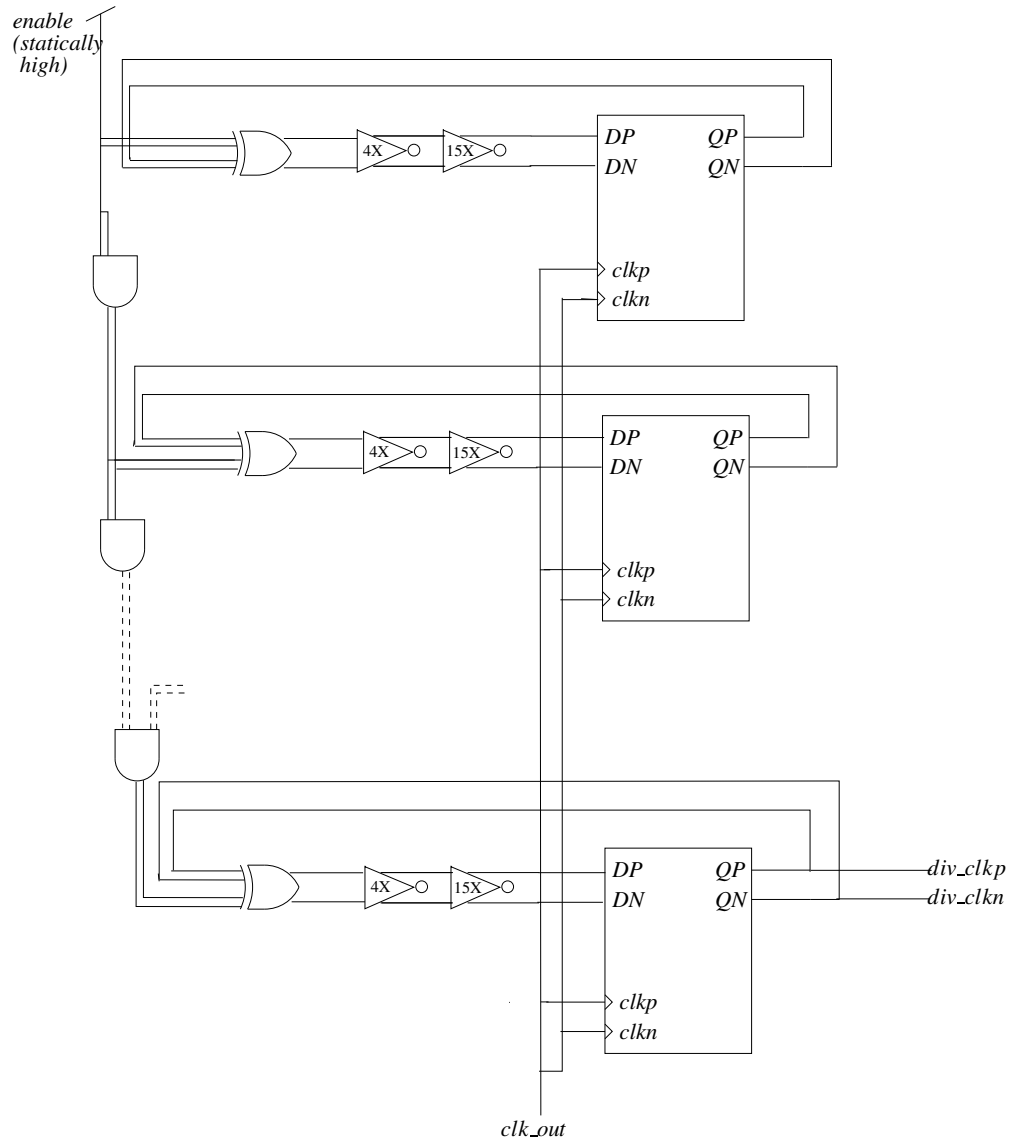 enable
(statically
high)
4X
15X
DP
QP
DN
QN
clkp
clkn
4X
15X
DP
QP
DN
QN
clkp
clkn
4X
15X
DP
QP
div_clkp
DN
QN
div_clkn
clkp
clkn
clk_out